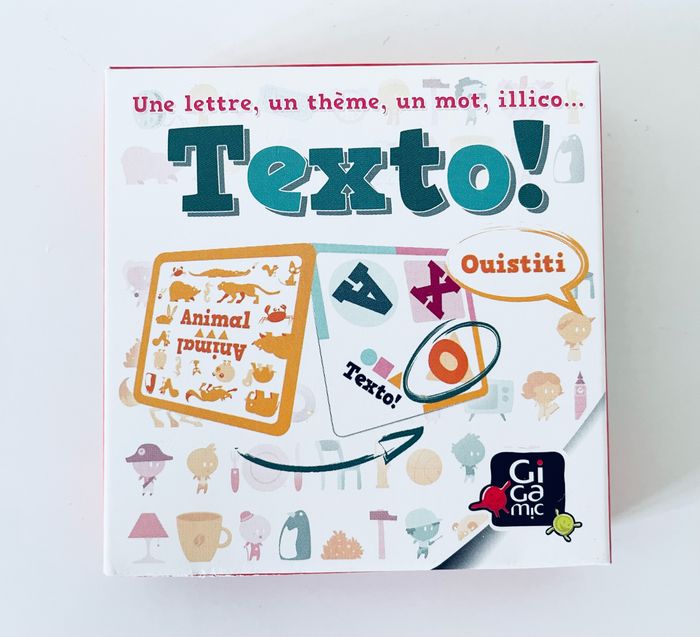 Une lettre, un thème, un mot, illico...
Texto!
Ouistiti
A X
Animal
Animal
O
Texto!
Gi
Ga
mic